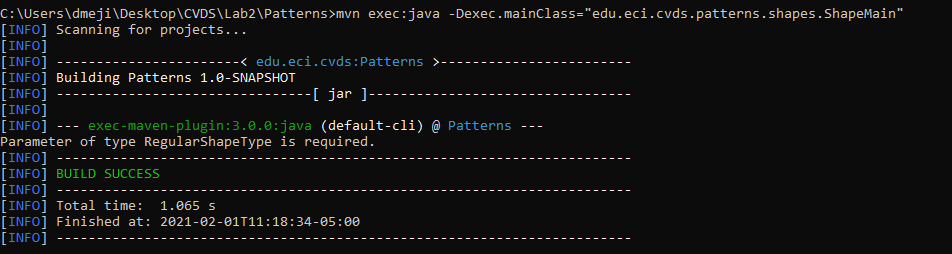 C:\Users\dmeji\Desktop\CVDS\Lab2\Patterns>mvn exec:java -Dexec.mainClass="edu.eci.cvds.patterns.shapes.ShapeMain"
[INFO] Scanning for projects...
[INFO]
[INFO] ----------------------< edu.eci.cvds:Patterns >-----------------------
[INFO] Building Patterns 1.0-SNAPSHOT
[INFO] --------------------------------[ jar ]---------------------------------
[INFO]
[INFO] --- exec-maven-plugin:3.0.0:java (default-cli) @ Patterns ---
Parameter of type RegularShapeType is required.
[INFO] ------------------------------------------------------------------------
[INFO] BUILD SUCCESS
[INFO] ------------------------------------------------------------------------
[INFO] Total time:  1.065 s
[INFO] Finished at: 2021-02-01T11:18:34-05:00
[INFO] ------------------------------------------------------------------------